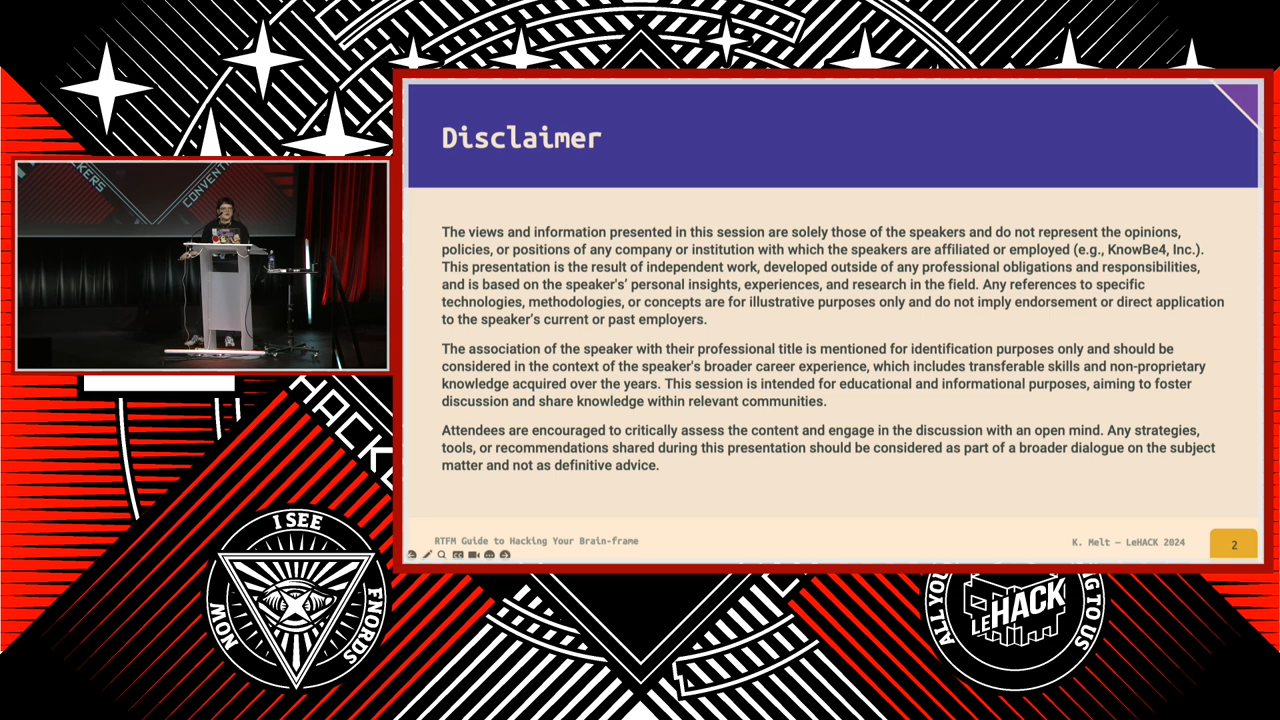 Disclaimer
The views and information presented in this session are solely those of the speakers and do not represent the opinions,
policies, or positions of any company or institution with which the speakers are affiliated or employed (e.g., KnowBe4, Inc.).
This presentation is the result of independent work, developed outside of any professional obligations and responsibilities,
and is based on the speaker's' personal insights, experiences, and research in the field. Any references to specific
technologies, methodologies, or concepts are for illustrative purposes only and do not imply endorsement or direct application
to the speaker's current or past employers.
The association of the speaker with their professional title is mentioned for identification purposes only and should be
considered in the context of the speaker's broader career experience, which includes transferable skills and non-proprietary
knowledge acquired over the years. This session is intended for educational and informational purposes, aiming to foster
discussion and share knowledge within relevant communities.
Attendees are encouraged to critically assess the content and engage in the discussion with an open mind. Any strategies,
tools, or recommendations shared during this presentation should be considered as part of a broader dialogue on the subject
matter and not as definitive advice.
RTFM Guide to Hacking Your Brain-frame
K. Melt – LeHACK 2024
2
I SEE
FNORDS
NOW
ALL YOU
G TO US
LEHACK
HACK
CONVENTI
KERS